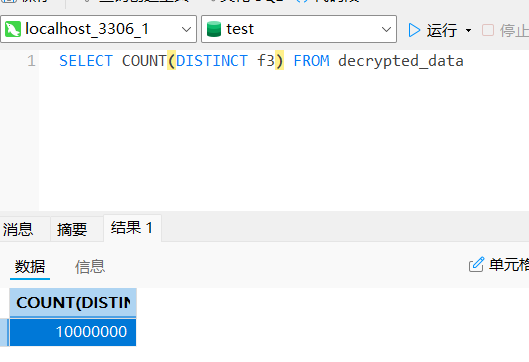 localhost_3306_1 test 运行 停止
1 SELECT COUNT(DISTINCT f3) FROM decrypted_data
消息 摘要 结果 1
数据 信息 单元格
COUNT(DISTIN
10000000